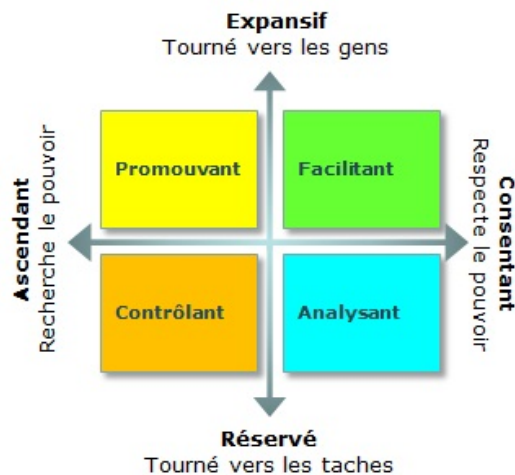 Expansif
Tourné vers les gens
Ascendant
Recherche le pouvoir
Promouvant
Facilitant
Consentant
Respecte le pouvoir
Contrôlant
Analysant
Réservé
Tourné vers les taches